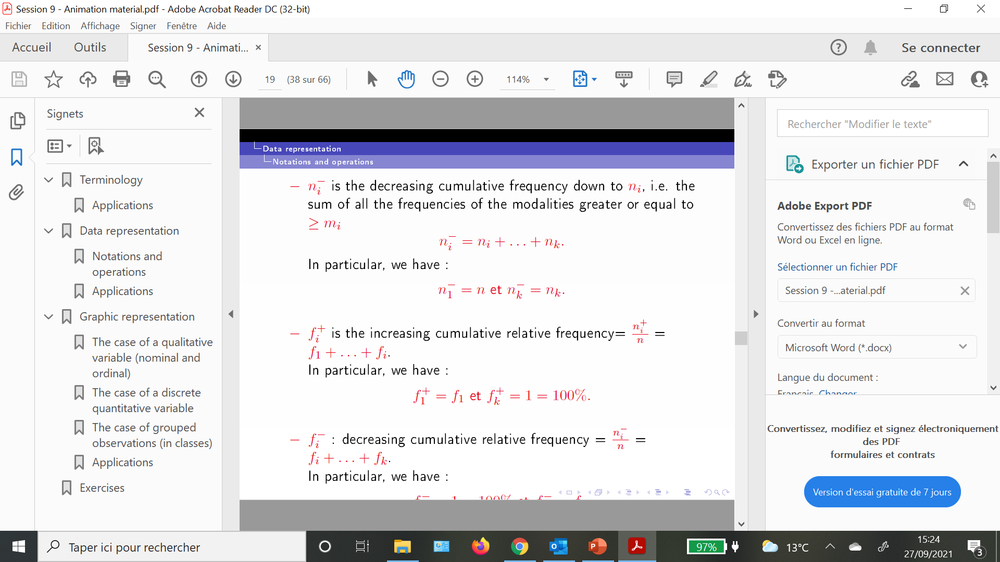 Session 9 - Animation material.pdf - Adobe Acrobat Reader DC (32-bit)
Fichier Edition Affichage Signer Fenêtre Aide
Accueil Outils Session 9 - Animati... × Se connecter
19 (38 sur 66) 114%
Signets
Terminology
Applications
Data representation
Notations and
operations
Applications
Graphic representation
The case of a qualitative
variable (nominal and
ordinal)
The case of a discrete
quantitative variable
The case of grouped
observations (in classes)
Applications
Exercises
Data representation
Notations and operations
– n_i^- is the decreasing cumulative frequency down to n_i, i.e. the
sum of all the frequencies of the modalities greater or equal to
≥ m_i
n_i^- = n_i + … + n_k.
In particular, we have :
n_1^- = n et n_k^- = n_k.
– f_i^+ is the increasing cumulative relative frequency= n_i^+/n =
f_1 + … + f_i.
In particular, we have :
f_1^+ = f_1 et f_k^+ = 1 = 100%.
– f_i^- : decreasing cumulative relative frequency = n_i^-/n =
f_i + … + f_k.
In particular, we have :
Rechercher "Modifier le texte"
Exporter un fichier PDF
Adobe Export PDF
Convertissez des fichiers PDF au format
Word ou Excel en ligne.
Sélectionner un fichier PDF
Session 9 -...aterial.pdf
Convertir au format
Microsoft Word (*.docx)
Langue du document :
Français Changer
Convertissez, modifiez et signez électroniquement
des PDF
formulaires et contrats
Version d'essai gratuite de 7 jours
Taper ici pour rechercher
97% 13°C
15:24
27/09/2021
3